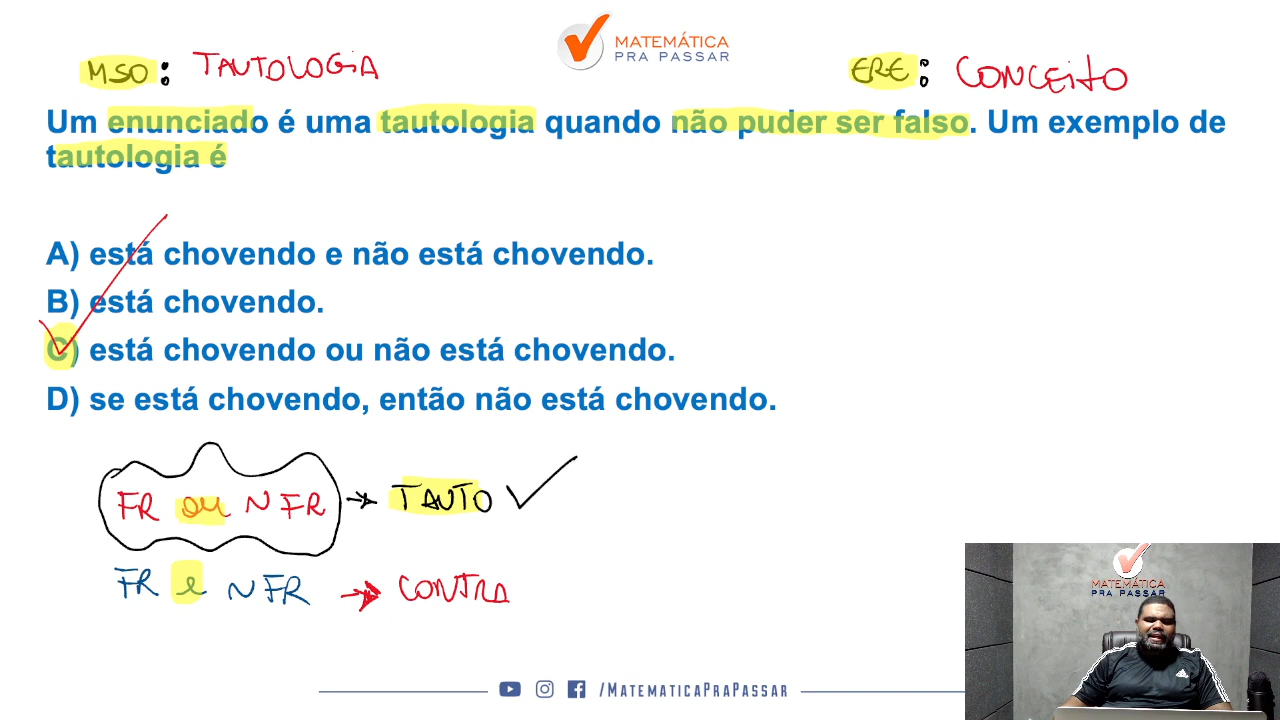 MATEMÁTICA
PRA PASSAR
MSO: TAUTOLOGIA
ERE: CONCEITO
Um enunciado é uma tautologia quando não puder ser falso. Um exemplo de
tautologia é
A) está chovendo e não está chovendo.
B) está chovendo.
C) está chovendo ou não está chovendo.
D) se está chovendo, então não está chovendo.
FR ou N FR → TAUTO
FR e N FR → CONTRA
MATEMÁTICA
PRA PASSAR
/MATEMATICAPRAPASSAR